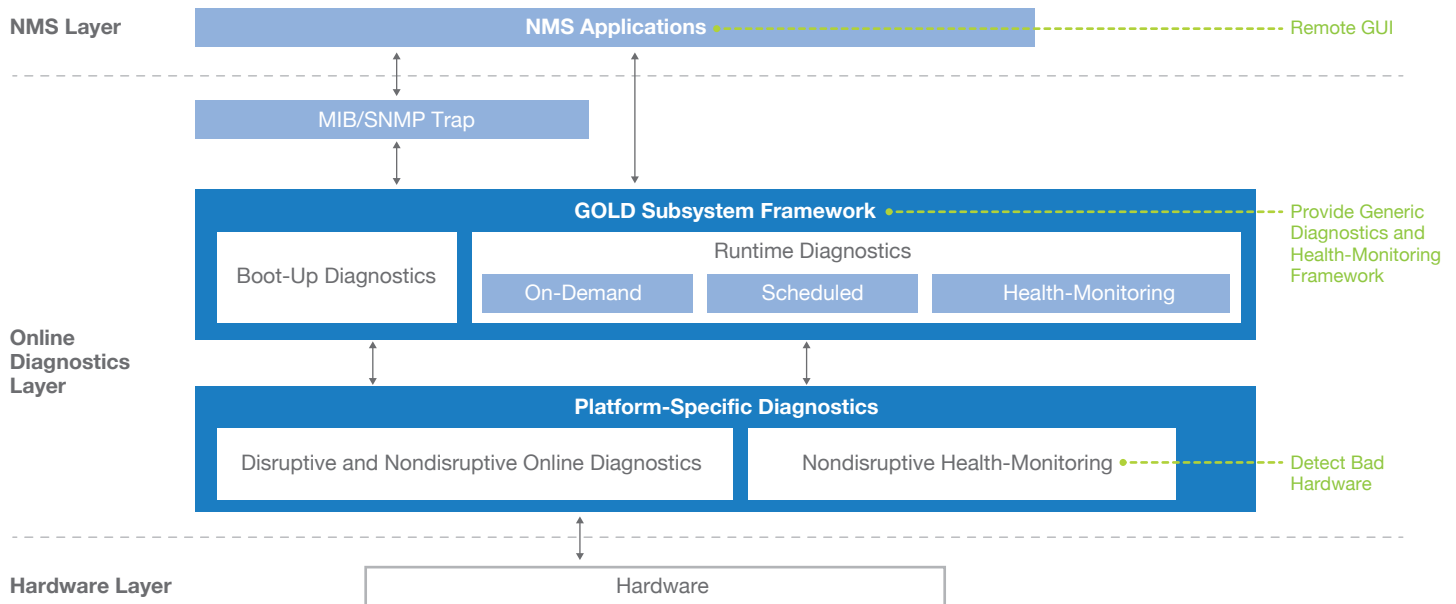 NMS Layer
NMS Applications
Remote GUI
MIB/SNMP Trap
GOLD Subsystem Framework
Provide Generic
Diagnostics and
Health-Monitoring
Framework
Boot-Up Diagnostics
Runtime Diagnostics
On-Demand
Scheduled
Health-Monitoring
Online
Diagnostics
Layer
Platform-Specific Diagnostics
Disruptive and Nondisruptive Online Diagnostics
Nondisruptive Health-Monitoring
Detect Bad
Hardware
Hardware Layer
Hardware